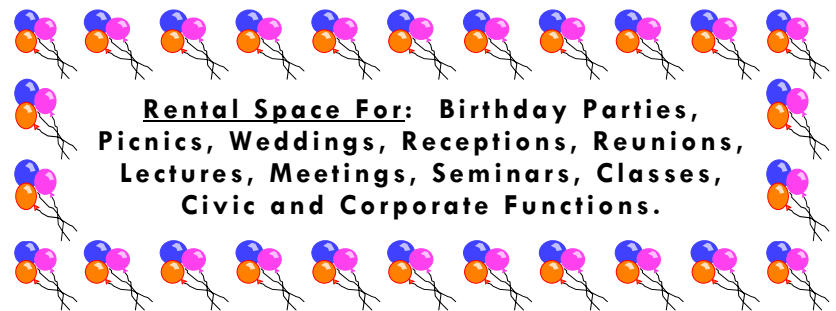 Rental Space For: Birthday Parties,
Picnics, Weddings, Receptions, Reunions,
Lectures, Meetings, Seminars, Classes,
Civic and Corporate Functions.